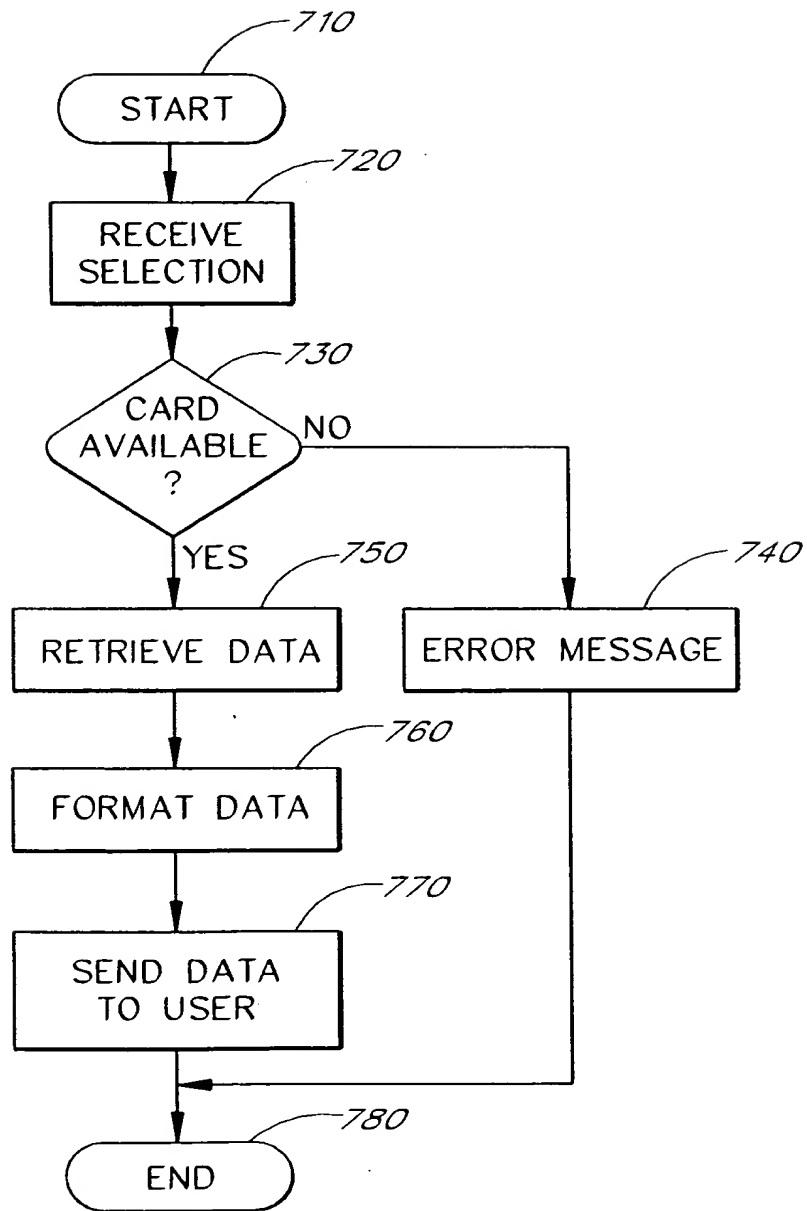 710
START
720
RECEIVE
SELECTION
730
CARD
AVAILABLE
?
NO
YES
750
RETRIEVE DATA
740
ERROR MESSAGE
760
FORMAT DATA
770
SEND DATA
TO USER
780
END